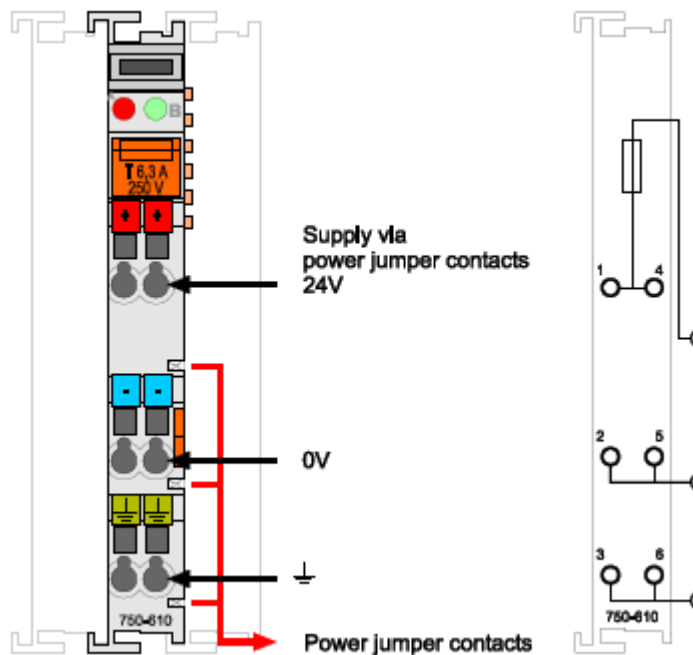 A B
T 6,3 A
250 V
+ +
Supply via
power jumper contacts
24V
- -
0V
750-610
Power jumper contacts
1 4
2 5
3 6
750-610